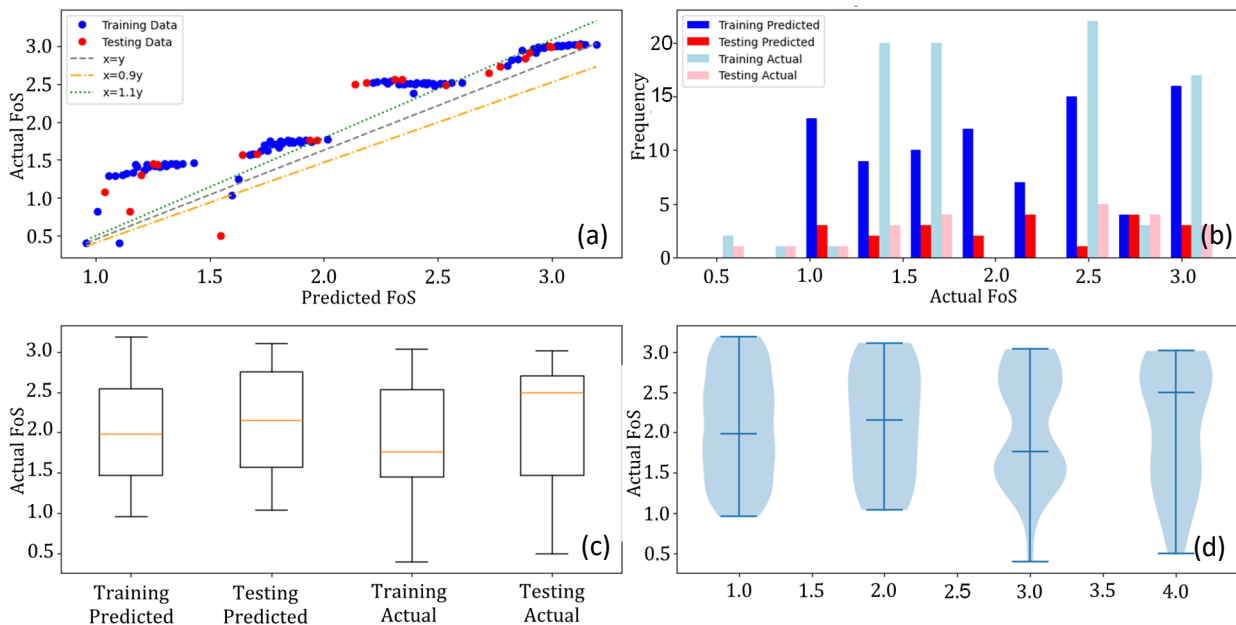 Training Data
Testing Data
x=y
x=0.9y
x=1.1y
Actual FoS
3.0
2.5
2.0
1.5
1.0
0.5
1.0
1.5
2.0
2.5
3.0
Predicted FoS
(a)
Training Predicted
Testing Predicted
Training Actual
Testing Actual
Frequency
20
15
10
5
0
0.5
1.0
1.5
2.0
2.5
3.0
Actual FoS
(b)
Actual FoS
3.0
2.5
2.0
1.5
1.0
0.5
Training
Predicted
Testing
Predicted
Training
Actual
Testing
Actual
(c)
Actual FoS
3.0
2.5
2.0
1.5
1.0
0.5
1.0
1.5
2.0
2.5
3.0
3.5
4.0
(d)